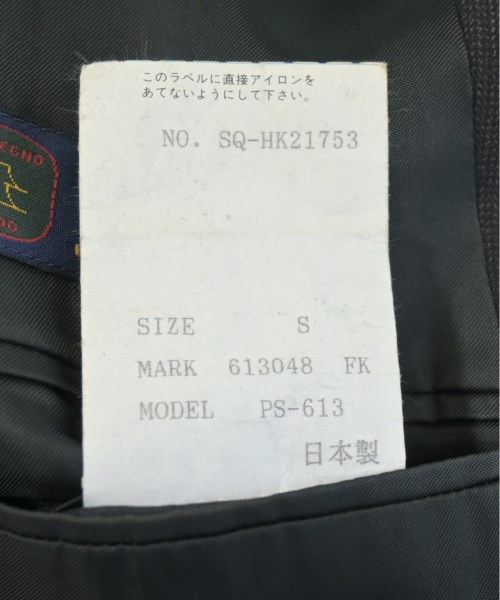 このラベルに直接アイロンを
あてないようにして下さい。
NO. SQ-HK21753
SIZE S
MARK 613048 FK
MODEL PS-613
日本製